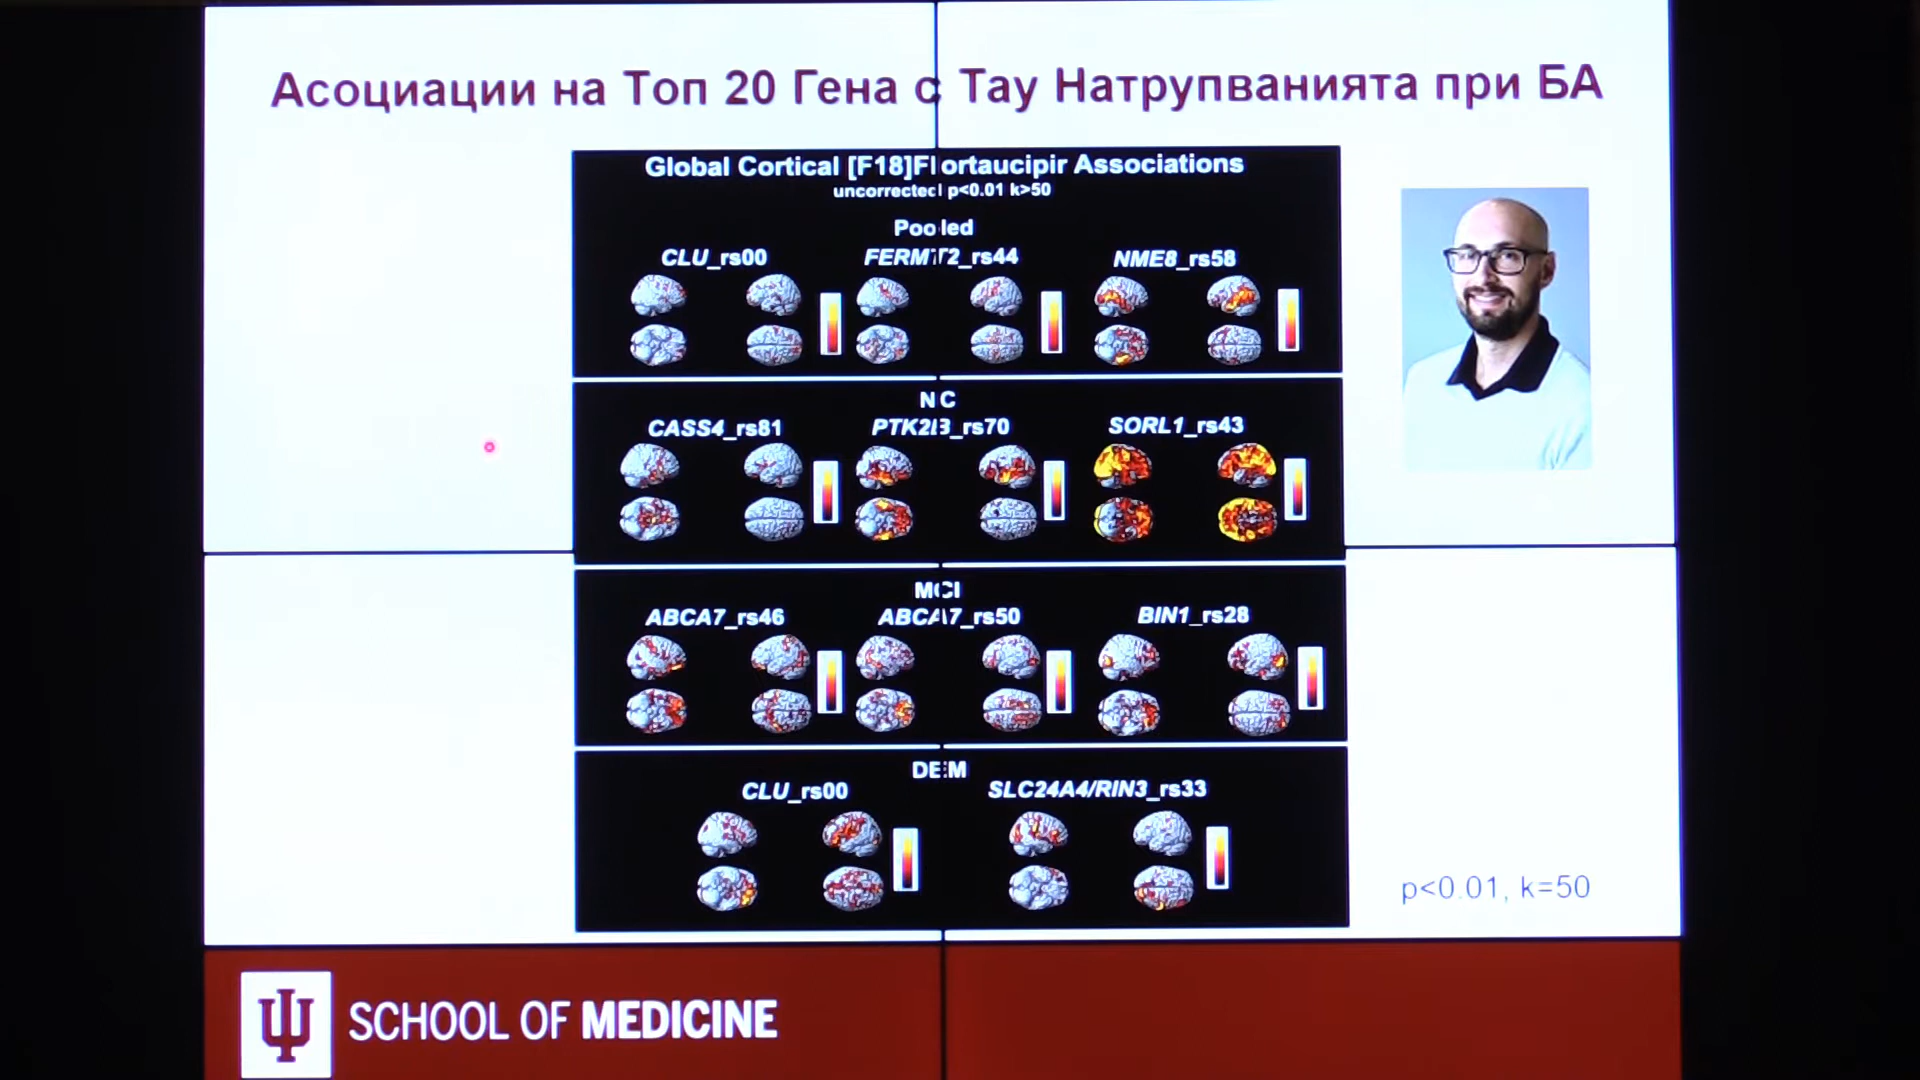 Асоциации на Топ 20 Гена с Тау Натрупванията при БА
Global Cortical [F18]Flortaucipir Associations
uncorrected p<0.01 k>50
Pooled
CLU_rs00 FERMT2_rs44 NME8_rs58
NC
CASS4_rs81 PTK2B_rs70 SORL1_rs43
MCI
ABCA7_rs46 ABCA7_rs50 BIN1_rs28
DEM
CLU_rs00 SLC24A4/RIN3_rs33
p<0.01, k=50
SCHOOL OF MEDICINE